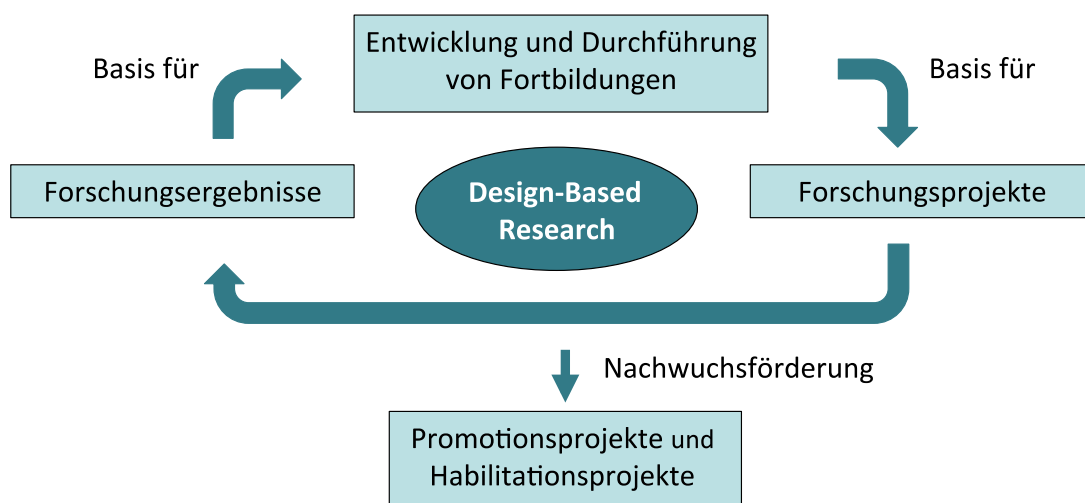 Entwicklung und Durchführung
von Fortbildungen
Basis für
Basis für
Forschungsergebnisse
Design-Based
Research
Forschungsprojekte
Nachwuchsförderung
Promotionsprojekte und
Habilitationsprojekte